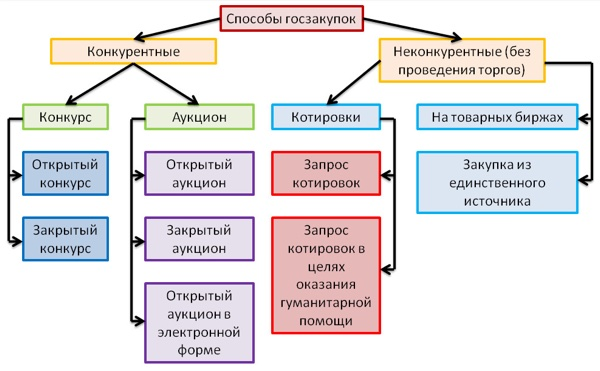 Способы госзакупок
Конкурентные
Неконкурентные (без
проведения торгов)
Конкурс
Аукцион
Котировки
На товарных биржах
Открытый
конкурс
Открытый
аукцион
Запрос
котировок
Закупка из
единственного
источника
Закрытый
конкурс
Закрытый
аукцион
Запрос
котировок в
целях
оказания
гуманитарной
помощи
Открытый
аукцион в
электронной
форме